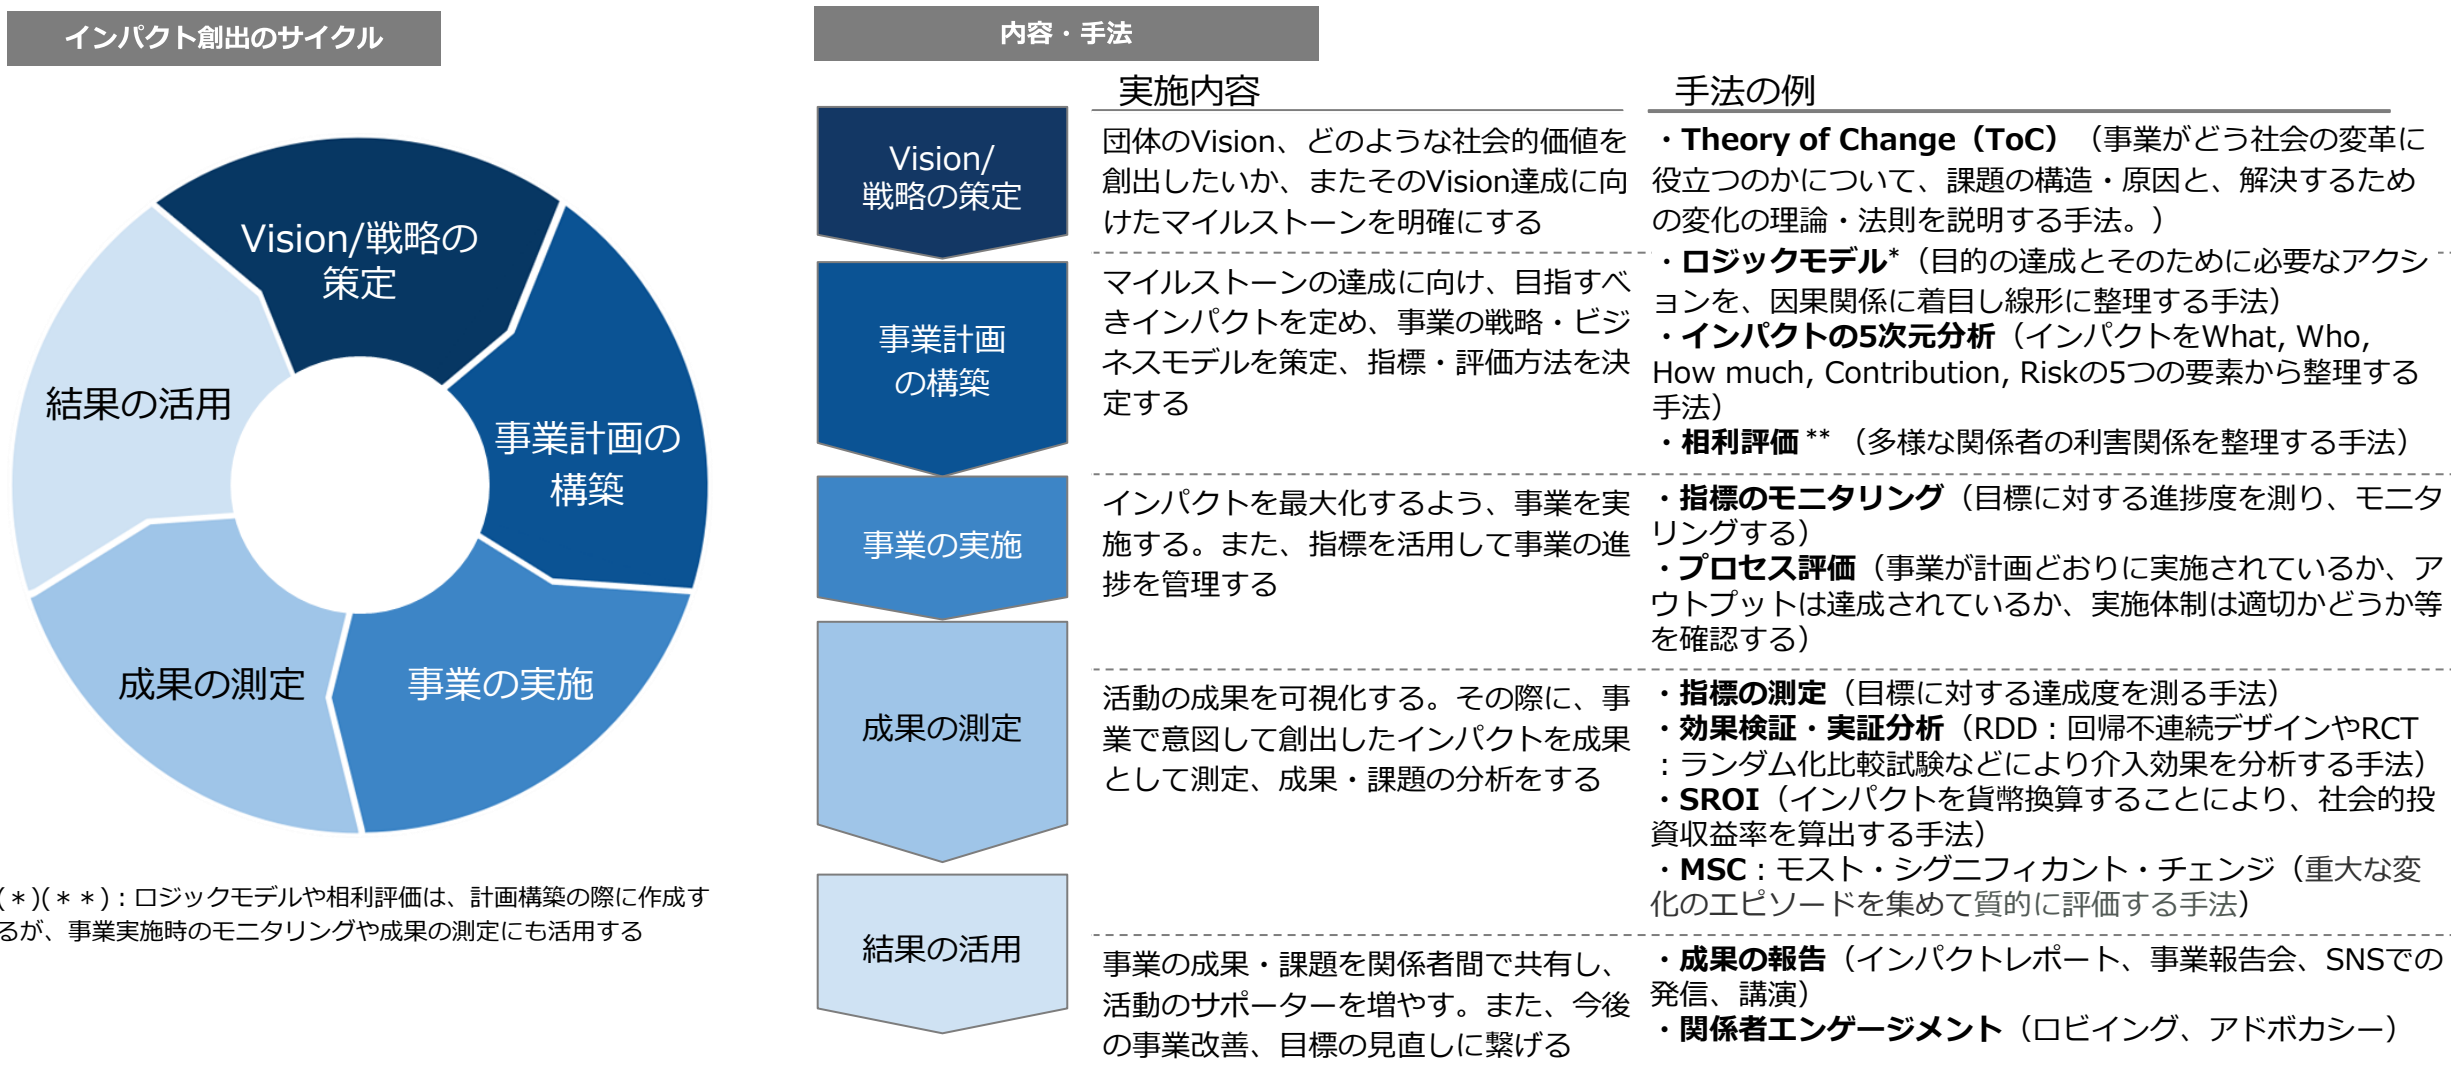 インパクト創出のサイクル
Vision/戦略の
策定
事業計画の
構築
事業の実施
成果の測定
結果の活用
(＊)(＊＊)：ロジックモデルや相利評価は、計画構築の際に作成す
るが、事業実施時のモニタリングや成果の測定にも活用する
内容・手法
実施内容
手法の例
Vision/
戦略の策定
団体のVision、どのような社会的価値を
創出したいか、またそのVision達成に向
けたマイルストーンを明確にする
・Theory of Change（ToC）（事業がどう社会の変革に
役立つのかについて、課題の構造・原因と、解決するため
の変化の理論・法則を説明する手法。）
事業計画
の構築
マイルストーンの達成に向け、目指すべ
きインパクトを定め、事業の戦略・ビジ
ネスモデルを策定、指標・評価方法を決
定する
・ロジックモデル*（目的の達成とそのために必要なアクシ
ョンを、因果関係に着目し線形に整理する手法）
・インパクトの5次元分析（インパクトをWhat, Who,
How much, Contribution, Riskの5つの要素から整理する
手法）
・相利評価**（多様な関係者の利害関係を整理する手法）
事業の実施
インパクトを最大化するよう、事業を実
施する。また、指標を活用して事業の進
捗を管理する
・指標のモニタリング（目標に対する進捗度を測り、モニタ
リングする）
・プロセス評価（事業が計画どおりに実施されているか、ア
ウトプットは達成されているか、実施体制は適切かどうか等
を確認する）
成果の測定
活動の成果を可視化する。その際に、事
業で意図して創出したインパクトを成果
として測定、成果・課題の分析をする
・指標の測定（目標に対する達成度を測る手法）
・効果検証・実証分析（RDD：回帰不連続デザインやRCT
：ランダム化比較試験などにより介入効果を分析する手法）
・SROI（インパクトを貨幣換算することにより、社会的投
資収益率を算出する手法）
・MSC：モスト・シグニフィカント・チェンジ（重大な変
化のエピソードを集めて質的に評価する手法）
結果の活用
事業の成果・課題を関係者間で共有し、
活動のサポーターを増やす。また、今後
の事業改善、目標の見直しに繋げる
・成果の報告（インパクトレポート、事業報告会、SNSでの
発信、講演）
・関係者エンゲージメント（ロビイング、アドボカシー）